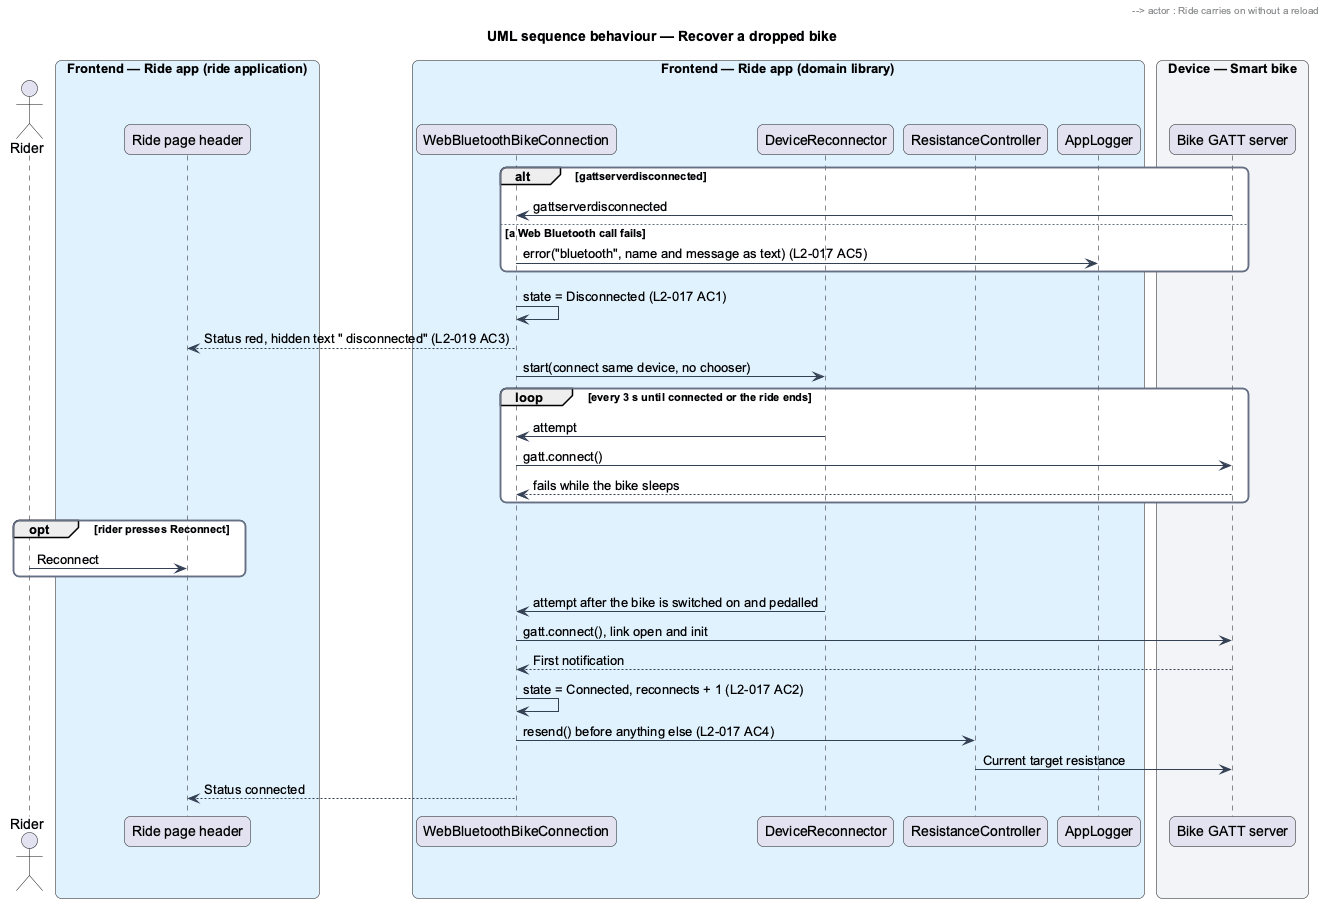 --> actor : Ride carries on without a reload
UML sequence behaviour — Recover a dropped bike
Frontend — Ride app (ride application)
Frontend — Ride app (domain library)
Device — Smart bike
Rider
Ride page header
WebBluetoothBikeConnection
DeviceReconnector
ResistanceController
AppLogger
Bike GATT server
alt
[gattserverdisconnected]
gattserverdisconnected
[a Web Bluetooth call fails]
error("bluetooth", name and message as text) (L2-017 AC5)
state = Disconnected (L2-017 AC1)
Status red, hidden text " disconnected" (L2-019 AC3)
start(connect same device, no chooser)
loop
[every 3 s until connected or the ride ends]
attempt
gatt.connect()
fails while the bike sleeps
opt
[rider presses Reconnect]
Reconnect
attempt after the bike is switched on and pedalled
gatt.connect(), link open and init
First notification
state = Connected, reconnects + 1 (L2-017 AC2)
resend() before anything else (L2-017 AC4)
Current target resistance
Status connected
Rider
Ride page header
WebBluetoothBikeConnection
DeviceReconnector
ResistanceController
AppLogger
Bike GATT server